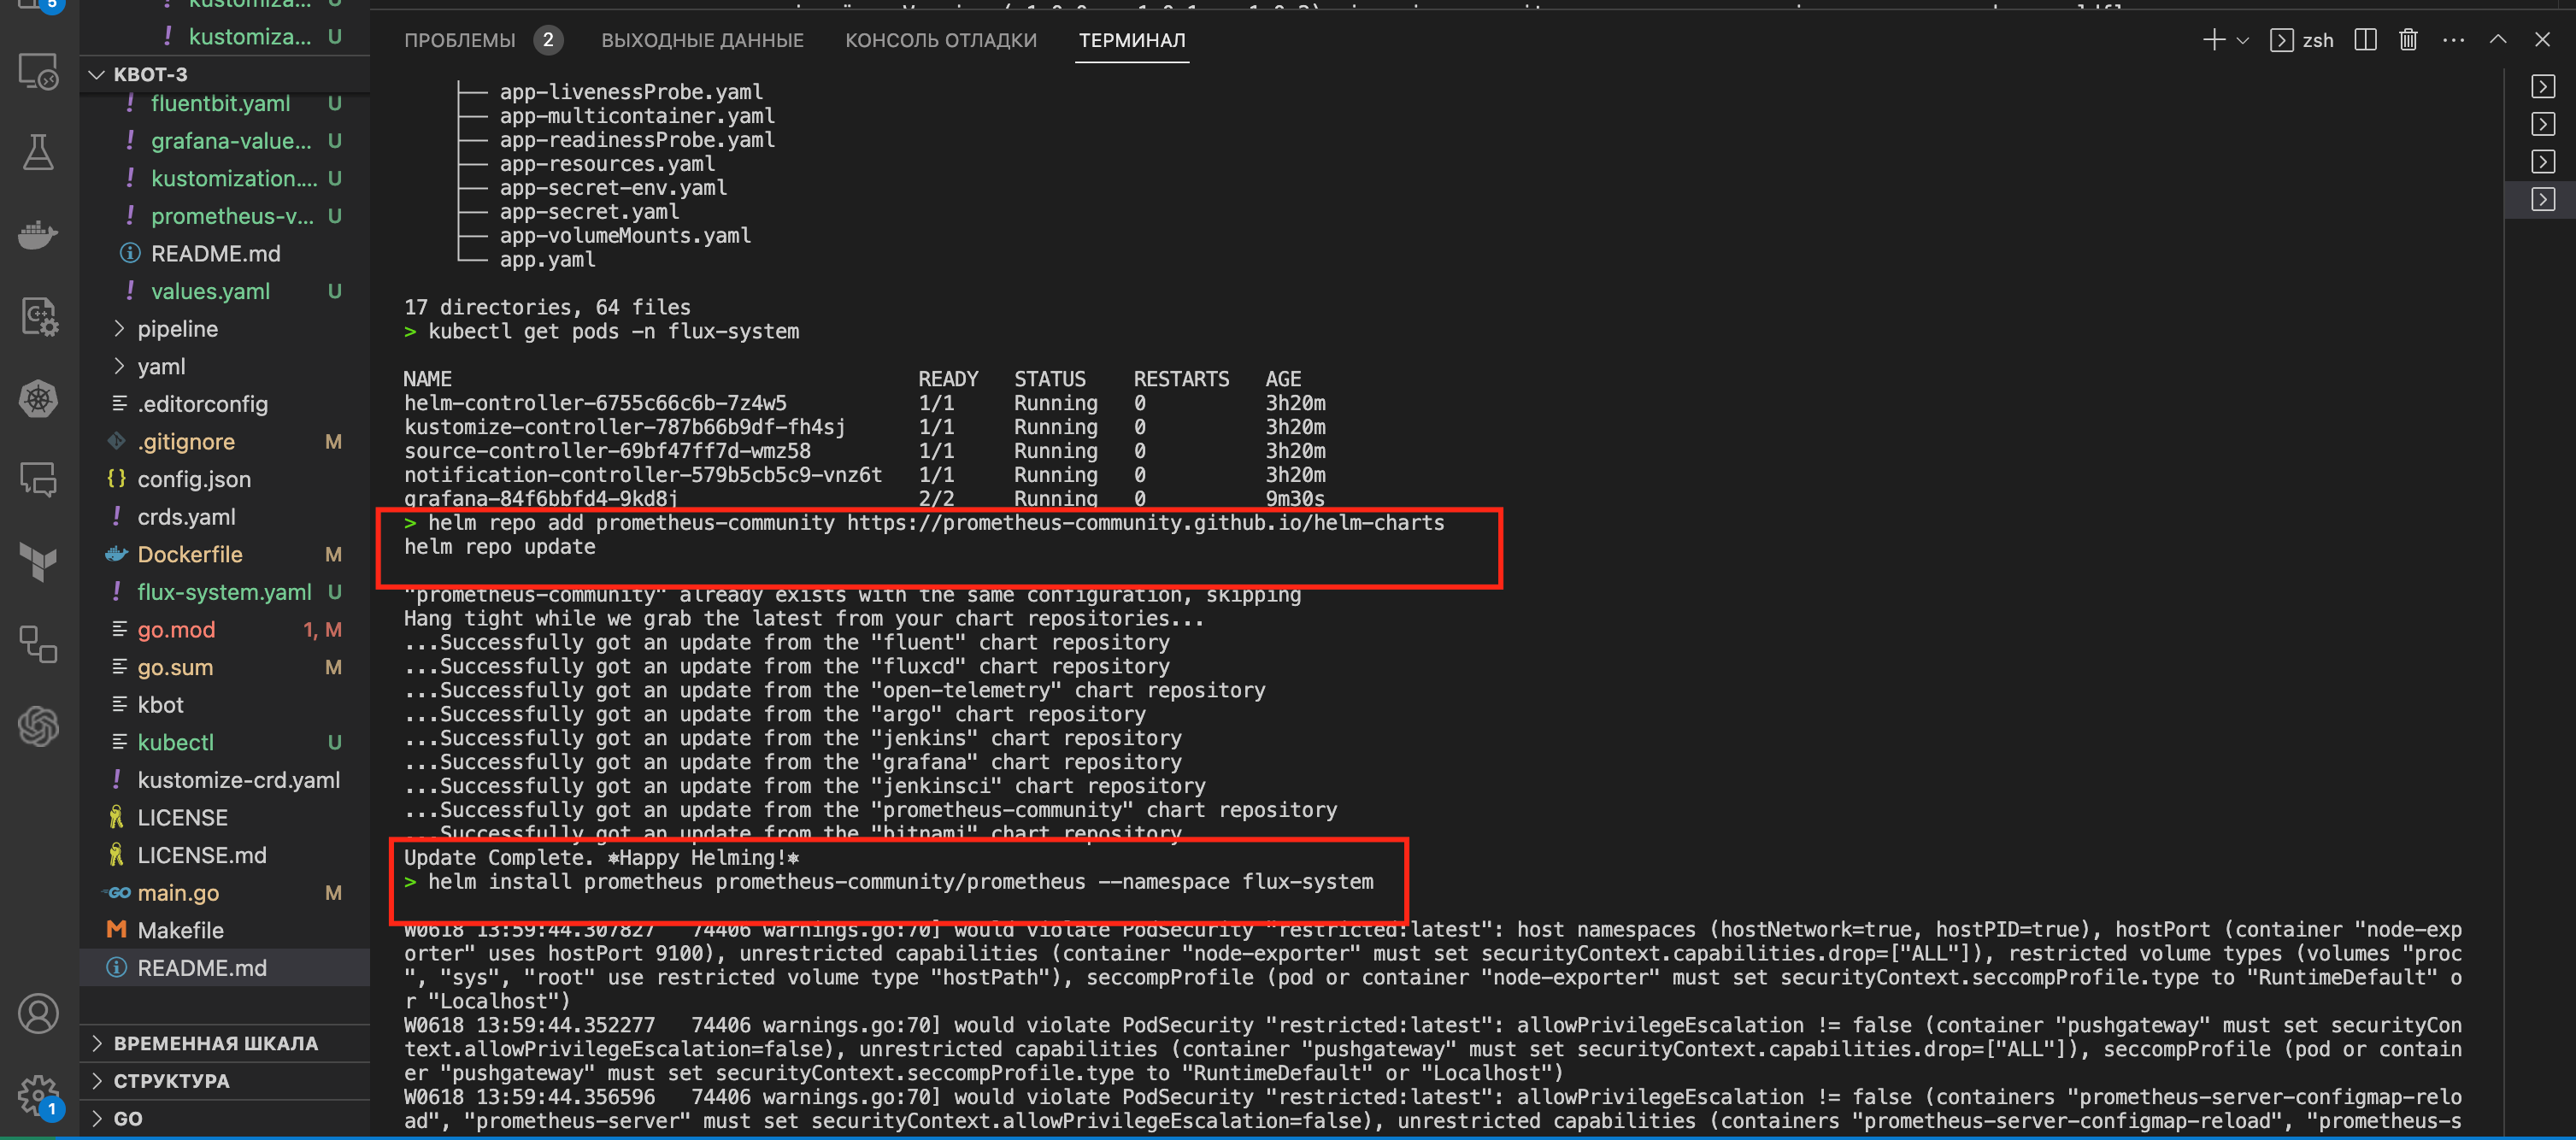 5
kustomiza... U
kustomiza... U
KBOT-3
fluentbit.yaml U
grafana-value... U
kustomization.... U
prometheus-v... U
README.md
values.yaml U
pipeline
yaml
.editorconfig
.gitignore M
config.json
crds.yaml
Dockerfile M
flux-system.yaml U
go.mod 1, M
go.sum M
kbot
kubectl U
kustomize-crd.yaml
LICENSE
LICENSE.md
main.go M
Makefile
README.md
ВРЕМЕННАЯ ШКАЛА
СТРУКТУРА
GO
1
ПРОБЛЕМЫ 2 ВЫХОДНЫЕ ДАННЫЕ КОНСОЛЬ ОТЛАДКИ ТЕРМИНАЛ
zsh
├── app-livenessProbe.yaml
├── app-multicontainer.yaml
├── app-readinessProbe.yaml
├── app-resources.yaml
├── app-secret-env.yaml
├── app-secret.yaml
├── app-volumeMounts.yaml
└── app.yaml
17 directories, 64 files
> kubectl get pods -n flux-system
NAME READY STATUS RESTARTS AGE
helm-controller-6755c66c6b-7z4w5 1/1 Running 0 3h20m
kustomize-controller-787b66b9df-fh4sj 1/1 Running 0 3h20m
source-controller-69bf47ff7d-wmz58 1/1 Running 0 3h20m
notification-controller-579b5cb5c9-vnz6t 1/1 Running 0 3h20m
grafana-84f6bbfd4-9kd8j 2/2 Running 0 9m30s
> helm repo add prometheus-community https://prometheus-community.github.io/helm-charts
helm repo update
"prometheus-community" already exists with the same configuration, skipping
Hang tight while we grab the latest from your chart repositories...
...Successfully got an update from the "fluent" chart repository
...Successfully got an update from the "fluxcd" chart repository
...Successfully got an update from the "open-telemetry" chart repository
...Successfully got an update from the "argo" chart repository
...Successfully got an update from the "jenkins" chart repository
...Successfully got an update from the "grafana" chart repository
...Successfully got an update from the "jenkinsci" chart repository
...Successfully got an update from the "prometheus-community" chart repository
...Successfully got an update from the "bitnami" chart repository
Update Complete. ⎈Happy Helming!⎈
> helm install prometheus prometheus-community/prometheus --namespace flux-system
W0618 13:59:44.307827 74406 warnings.go:70] would violate PodSecurity "restricted:latest": host namespaces (hostNetwork=true, hostPID=true), hostPort (container "node-exp
orter" uses hostPort 9100), unrestricted capabilities (container "node-exporter" must set securityContext.capabilities.drop=["ALL"]), restricted volume types (volumes "proc
", "sys", "root" use restricted volume type "hostPath"), seccompProfile (pod or container "node-exporter" must set securityContext.seccompProfile.type to "RuntimeDefault" o
r "Localhost")
W0618 13:59:44.352277 74406 warnings.go:70] would violate PodSecurity "restricted:latest": allowPrivilegeEscalation != false (container "pushgateway" must set securityCon
text.allowPrivilegeEscalation=false), unrestricted capabilities (container "pushgateway" must set securityContext.capabilities.drop=["ALL"]), seccompProfile (pod or contain
er "pushgateway" must set securityContext.seccompProfile.type to "RuntimeDefault" or "Localhost")
W0618 13:59:44.356596 74406 warnings.go:70] would violate PodSecurity "restricted:latest": allowPrivilegeEscalation != false (containers "prometheus-server-configmap-relo
ad", "prometheus-server" must set securityContext.allowPrivilegeEscalation=false), unrestricted capabilities (containers "prometheus-server-configmap-reload", "prometheus-s